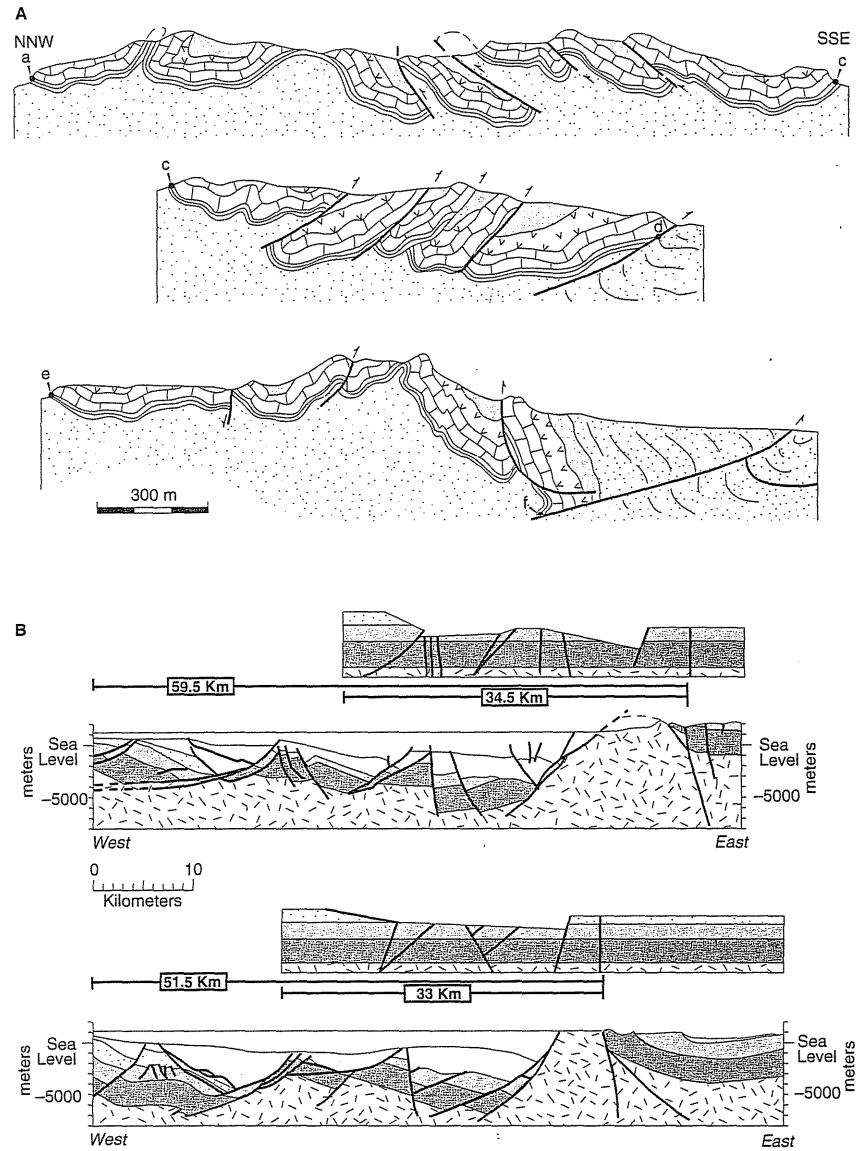 A
NNW
SSE
a
c
c
d
e
f
300 m
B
59.5 Km
34.5 Km
Sea
Level
meters
–5000
Sea
Level
meters
–5000
West
East
0
10
Kilometers
51.5 Km
33 Km
Sea
Level
meters
–5000
Sea
Level
meters
–5000
West
East